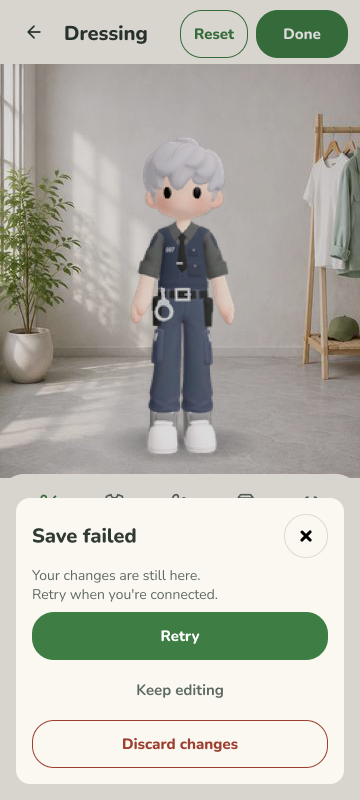 Dressing
Reset
Done
Save failed
Your changes are still here.
Retry when you're connected.
Retry
Keep editing
Discard changes